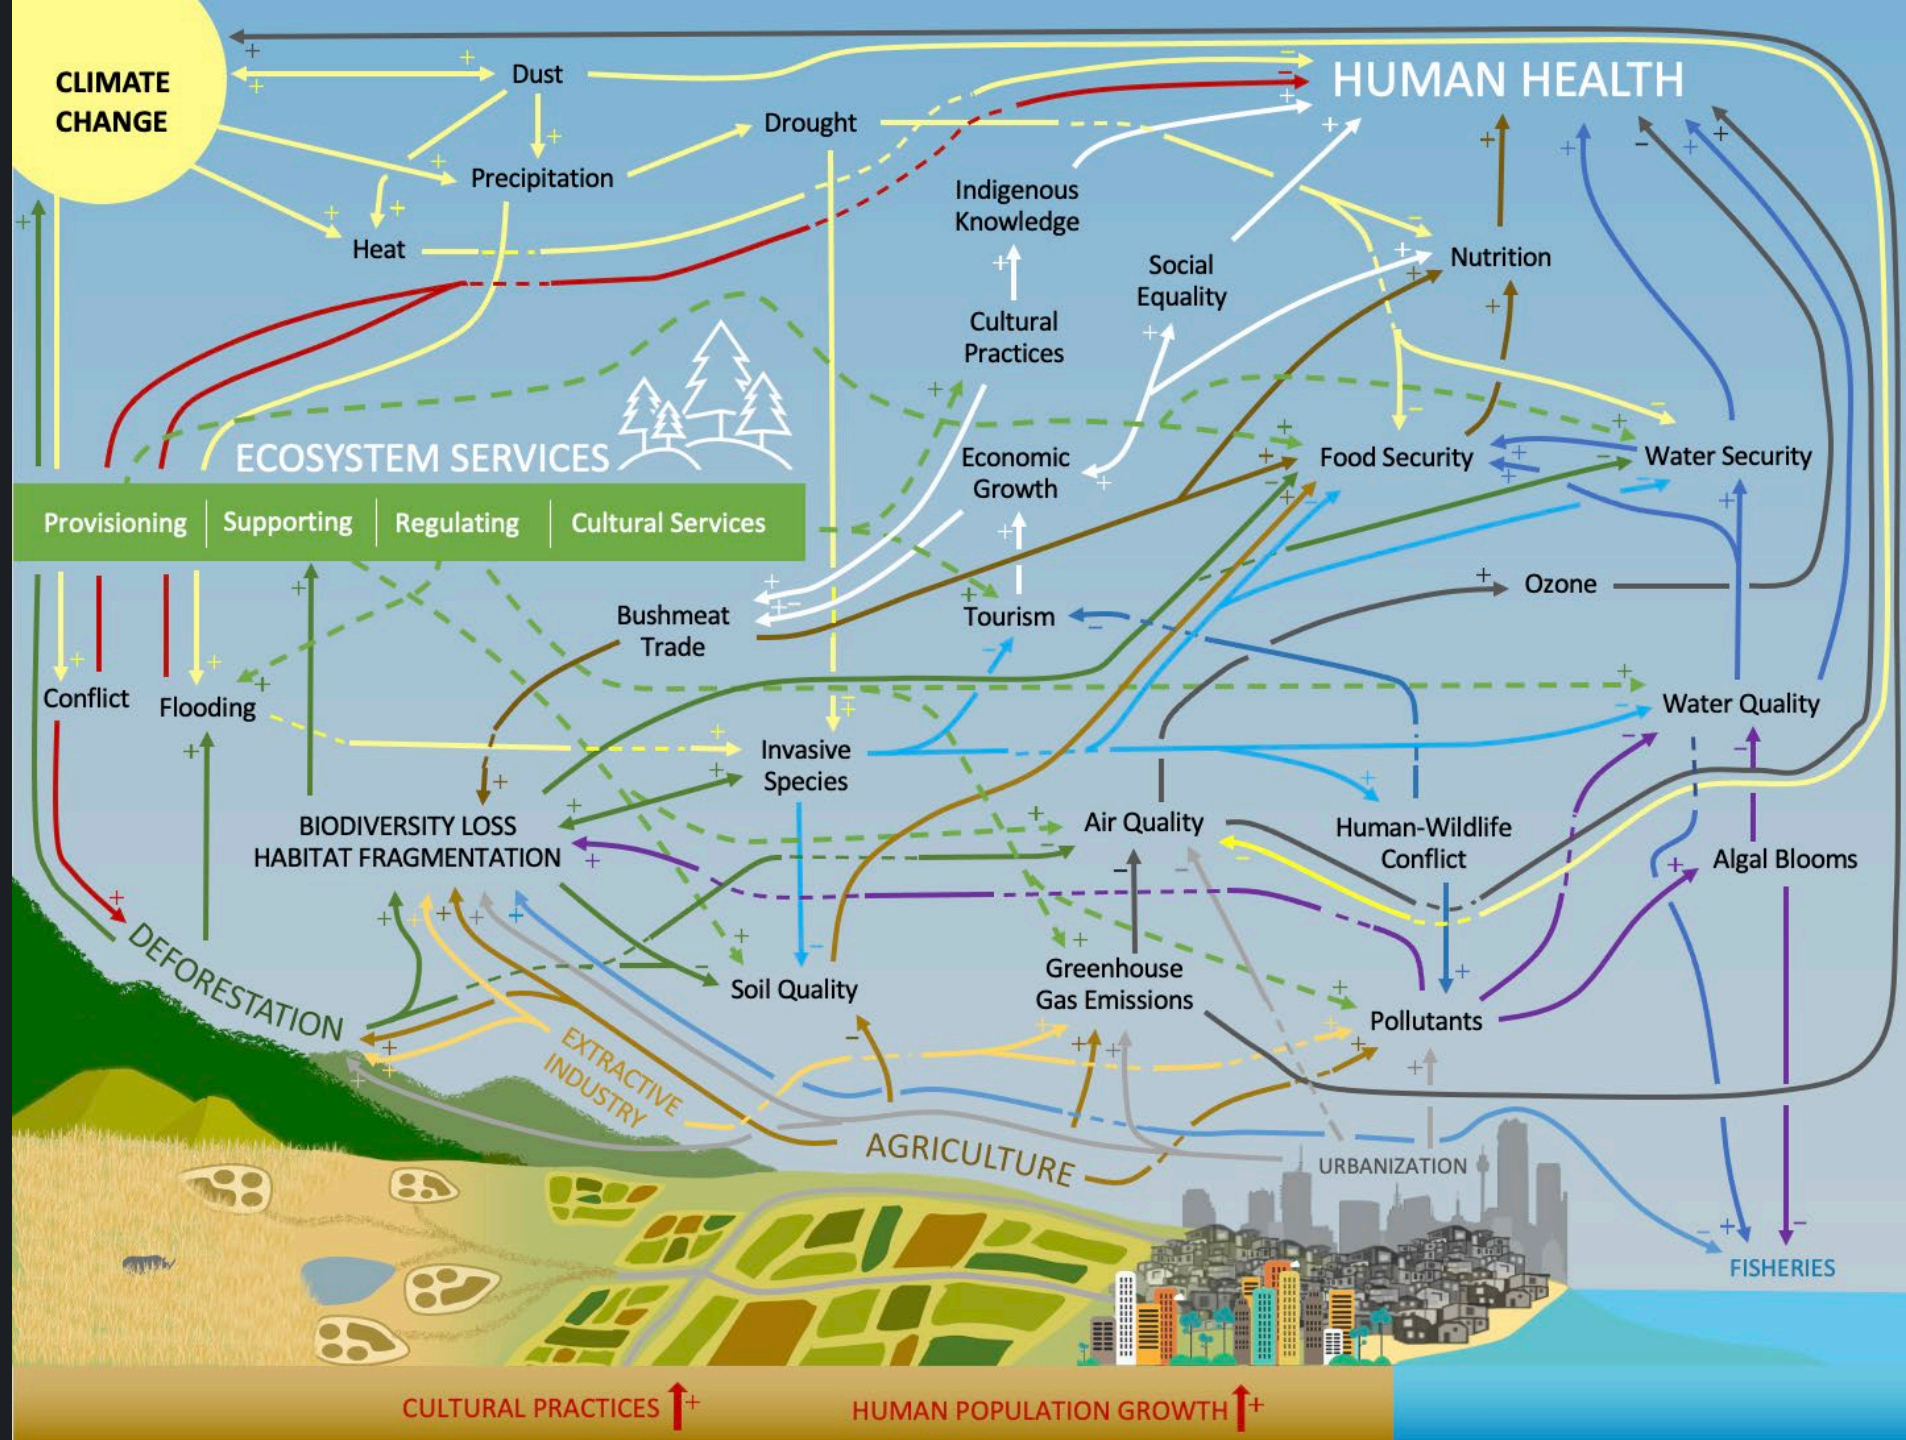 CLIMATE
CHANGE
Dust
HUMAN HEALTH
Drought
Precipitation
Indigenous
Knowledge
Heat
Social
Equality
Nutrition
Cultural
Practices
ECOSYSTEM SERVICES
Economic
Growth
Food Security
Water Security
Provisioning
Supporting
Regulating
Cultural Services
Ozone
Bushmeat
Trade
Tourism
Conflict
Flooding
Water Quality
Invasive
Species
BIODIVERSITY LOSS
HABITAT FRAGMENTATION
Air Quality
Human-Wildlife
Conflict
Algal Blooms
DEFORESTATION
Soil Quality
Greenhouse
Gas Emissions
Pollutants
EXTRACTIVE
INDUSTRY
AGRICULTURE
URBANIZATION
FISHERIES
CULTURAL PRACTICES
HUMAN POPULATION GROWTH